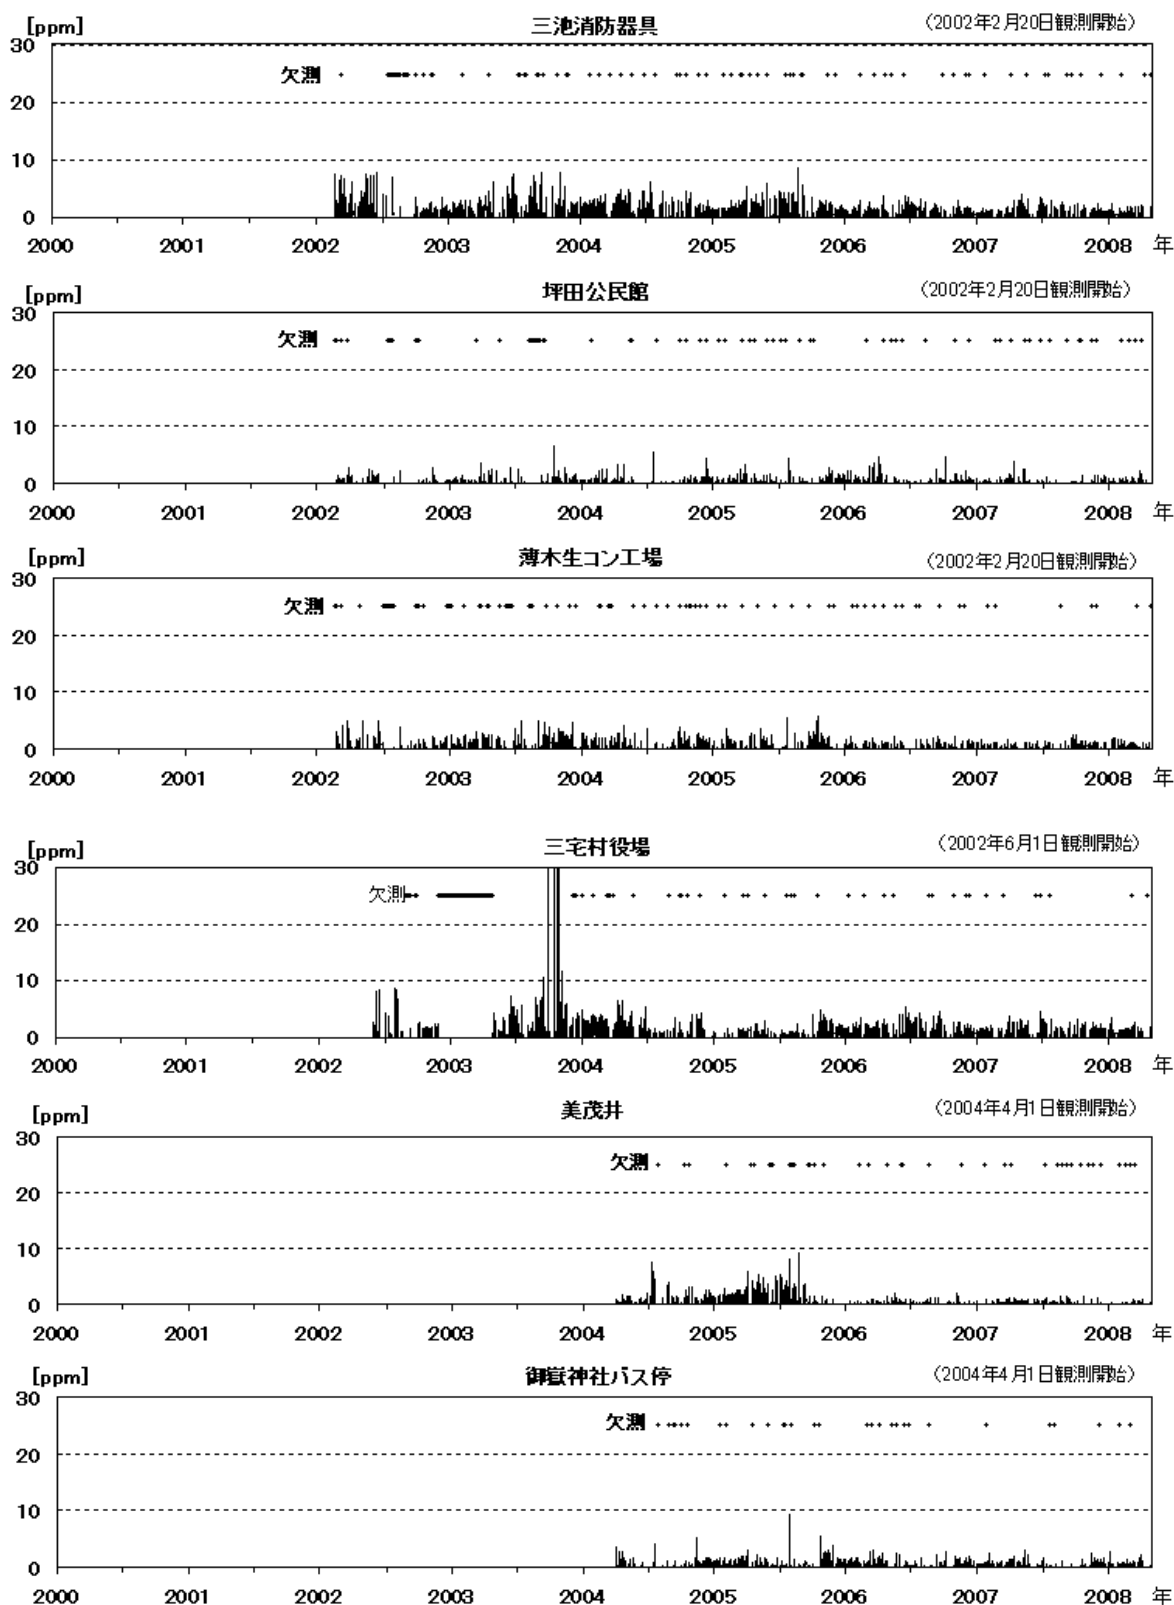 [ppm] 三池消防器具 (2002年2月20日観測開始)
30
欠測
20
10
0
2000 2001 2002 2003 2004 2005 2006 2007 2008 年
[ppm] 坪田公民館 (2002年2月20日観測開始)
30
欠測
20
10
0
2000 2001 2002 2003 2004 2005 2006 2007 2008 年
[ppm] 薄木生コン工場 (2002年2月20日観測開始)
30
欠測
20
10
0
2000 2001 2002 2003 2004 2005 2006 2007 2008 年
[ppm] 三宅村役場 (2002年6月1日観測開始)
30
欠測
20
10
0
2000 2001 2002 2003 2004 2005 2006 2007 2008 年
[ppm] 美茂井 (2004年4月1日観測開始)
30
欠測
20
10
0
2000 2001 2002 2003 2004 2005 2006 2007 2008 年
[ppm] 御嶽神社バス停 (2004年4月1日観測開始)
30
欠測
20
10
0
2000 2001 2002 2003 2004 2005 2006 2007 2008 年